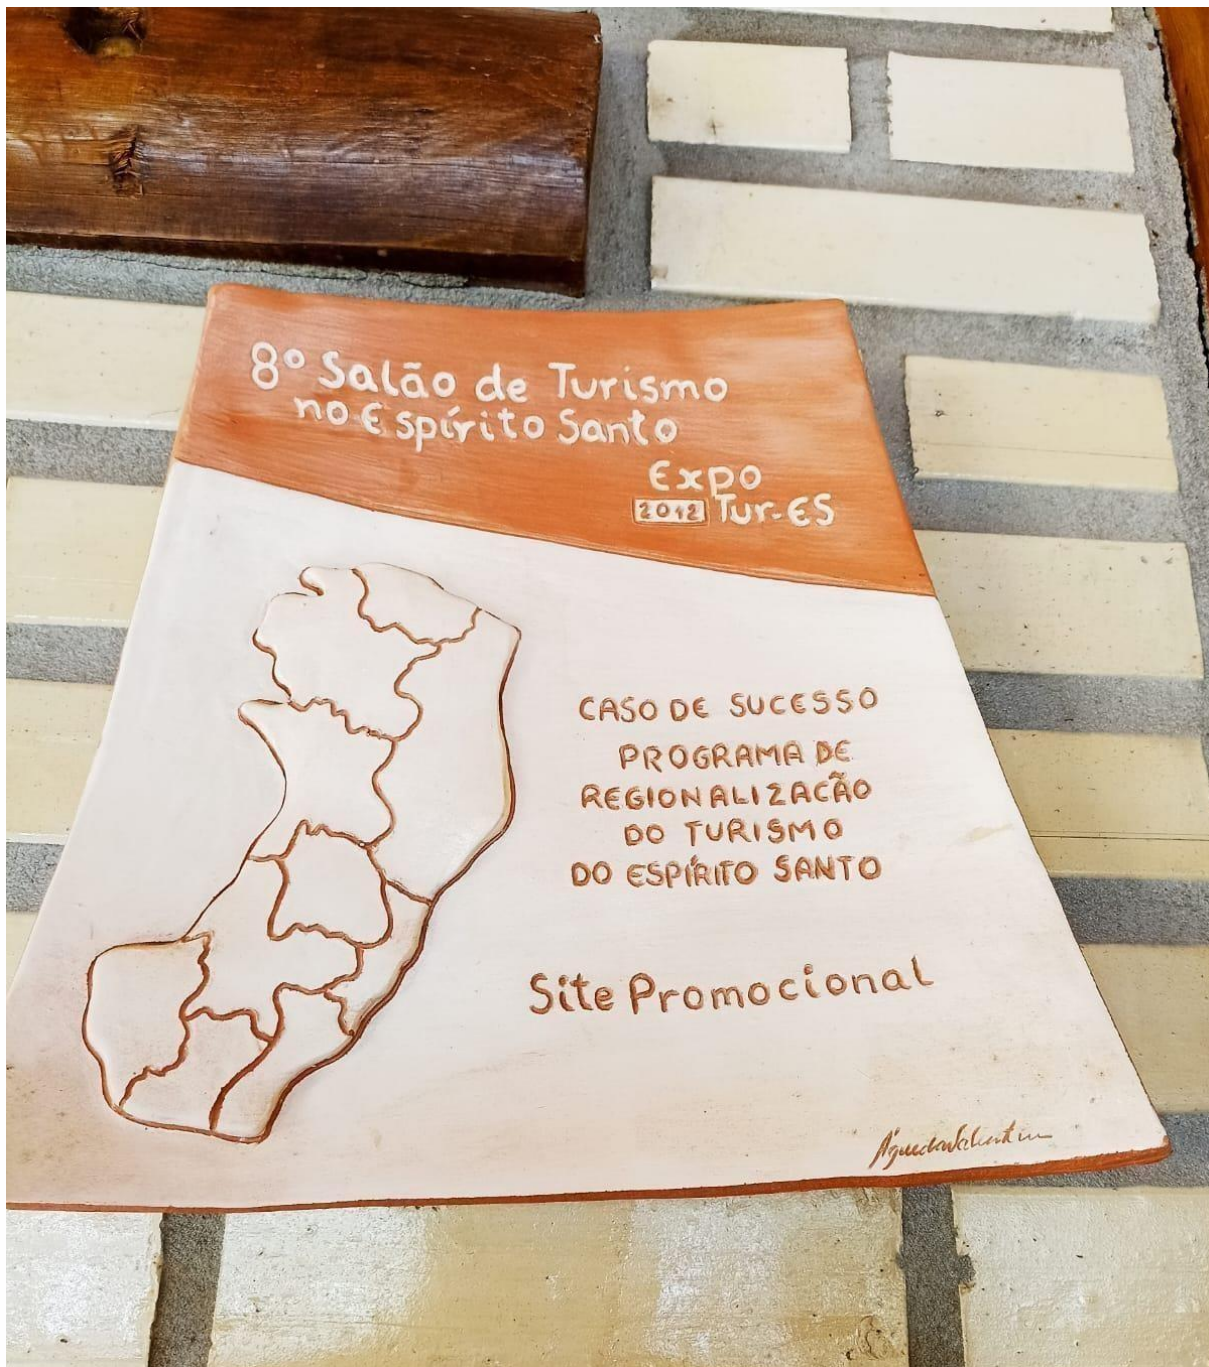 8º Salão de Turismo
no Espírito Santo
Expo
2012 Tur-ES
CASO DE SUCESSO
PROGRAMA DE
REGIONALIZACÃO
DO TURISMO
DO ESPÍRITO SANTO
Site Promocional